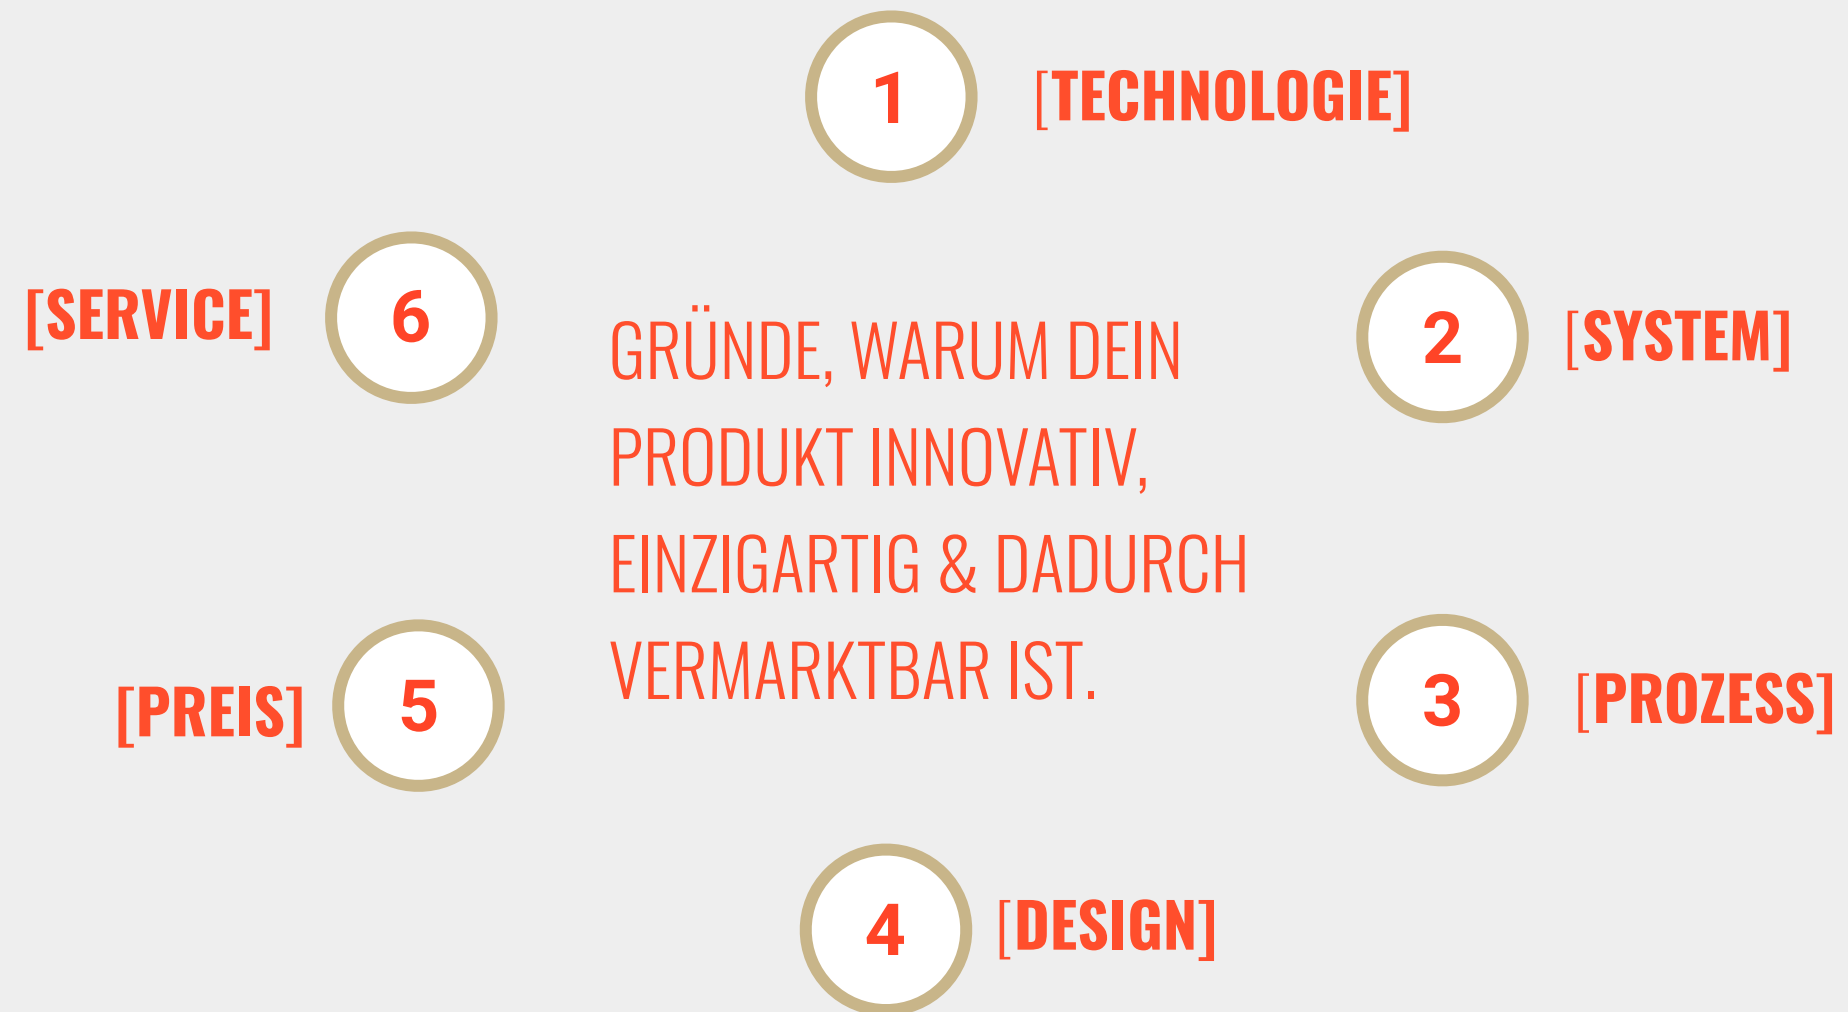 1
[TECHNOLOGIE]
6
[SERVICE]
2
[SYSTEM]
GRÜNDE, WARUM DEIN
PRODUKT INNOVATIV,
EINZIGARTIG & DADURCH
VERMARKTBAR IST.
3
[PROZESS]
5
[PREIS]
4
[DESIGN]